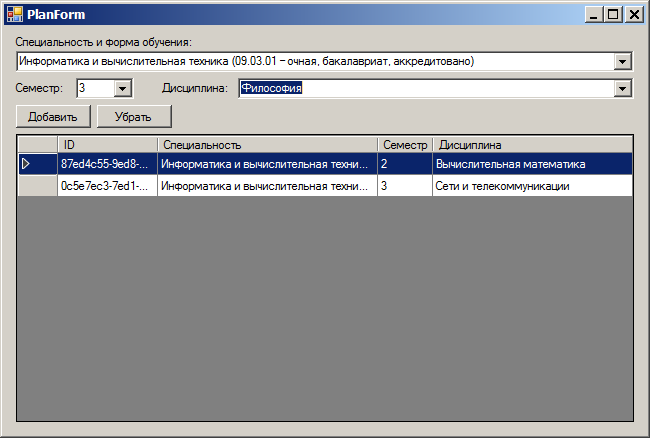 PlanForm
Специальность и форма обучения:
Информатика и вычислительная техника (09.03.01 – очная, бакалавриат, аккредитовано)
Семестр: 3 Дисциплина: Философия
Добавить Убрать
ID Специальность Семестр Дисциплина
87ed4c55-9ed8-... Информатика и вычислительная техни... 2 Вычислительная математика
0c5e7ec3-7ed1-... Информатика и вычислительная техни... 3 Сети и телекоммуникации